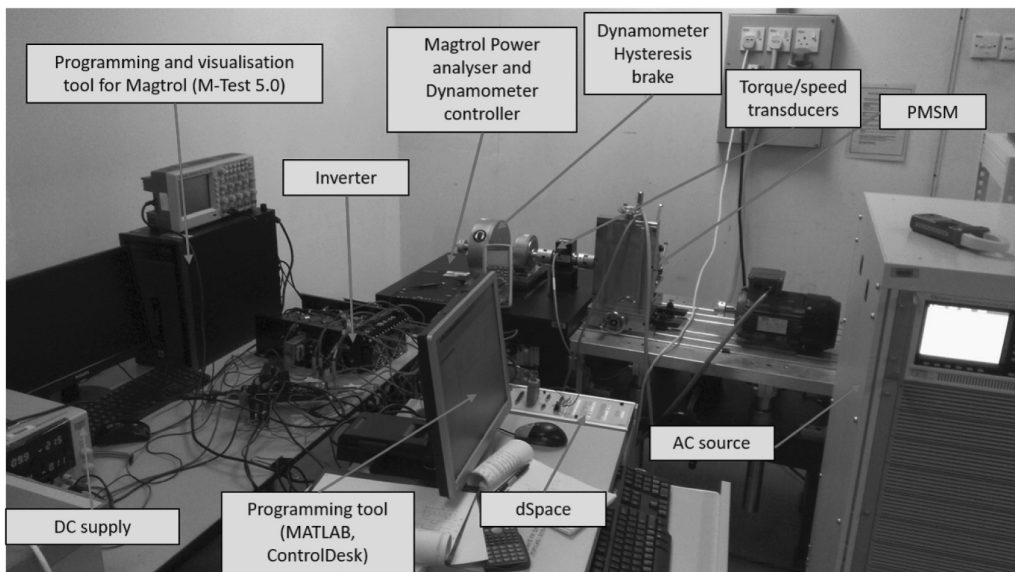 Programming and visualisation
tool for Magtrol (M-Test 5.0)
Magtrol Power
analyser and
Dynamometer
controller
Dynamometer
Hysteresis
brake
Torque/speed
transducers
PMSM
Inverter
AC source
DC supply
Programming tool
(MATLAB,
ControlDesk)
dSpace